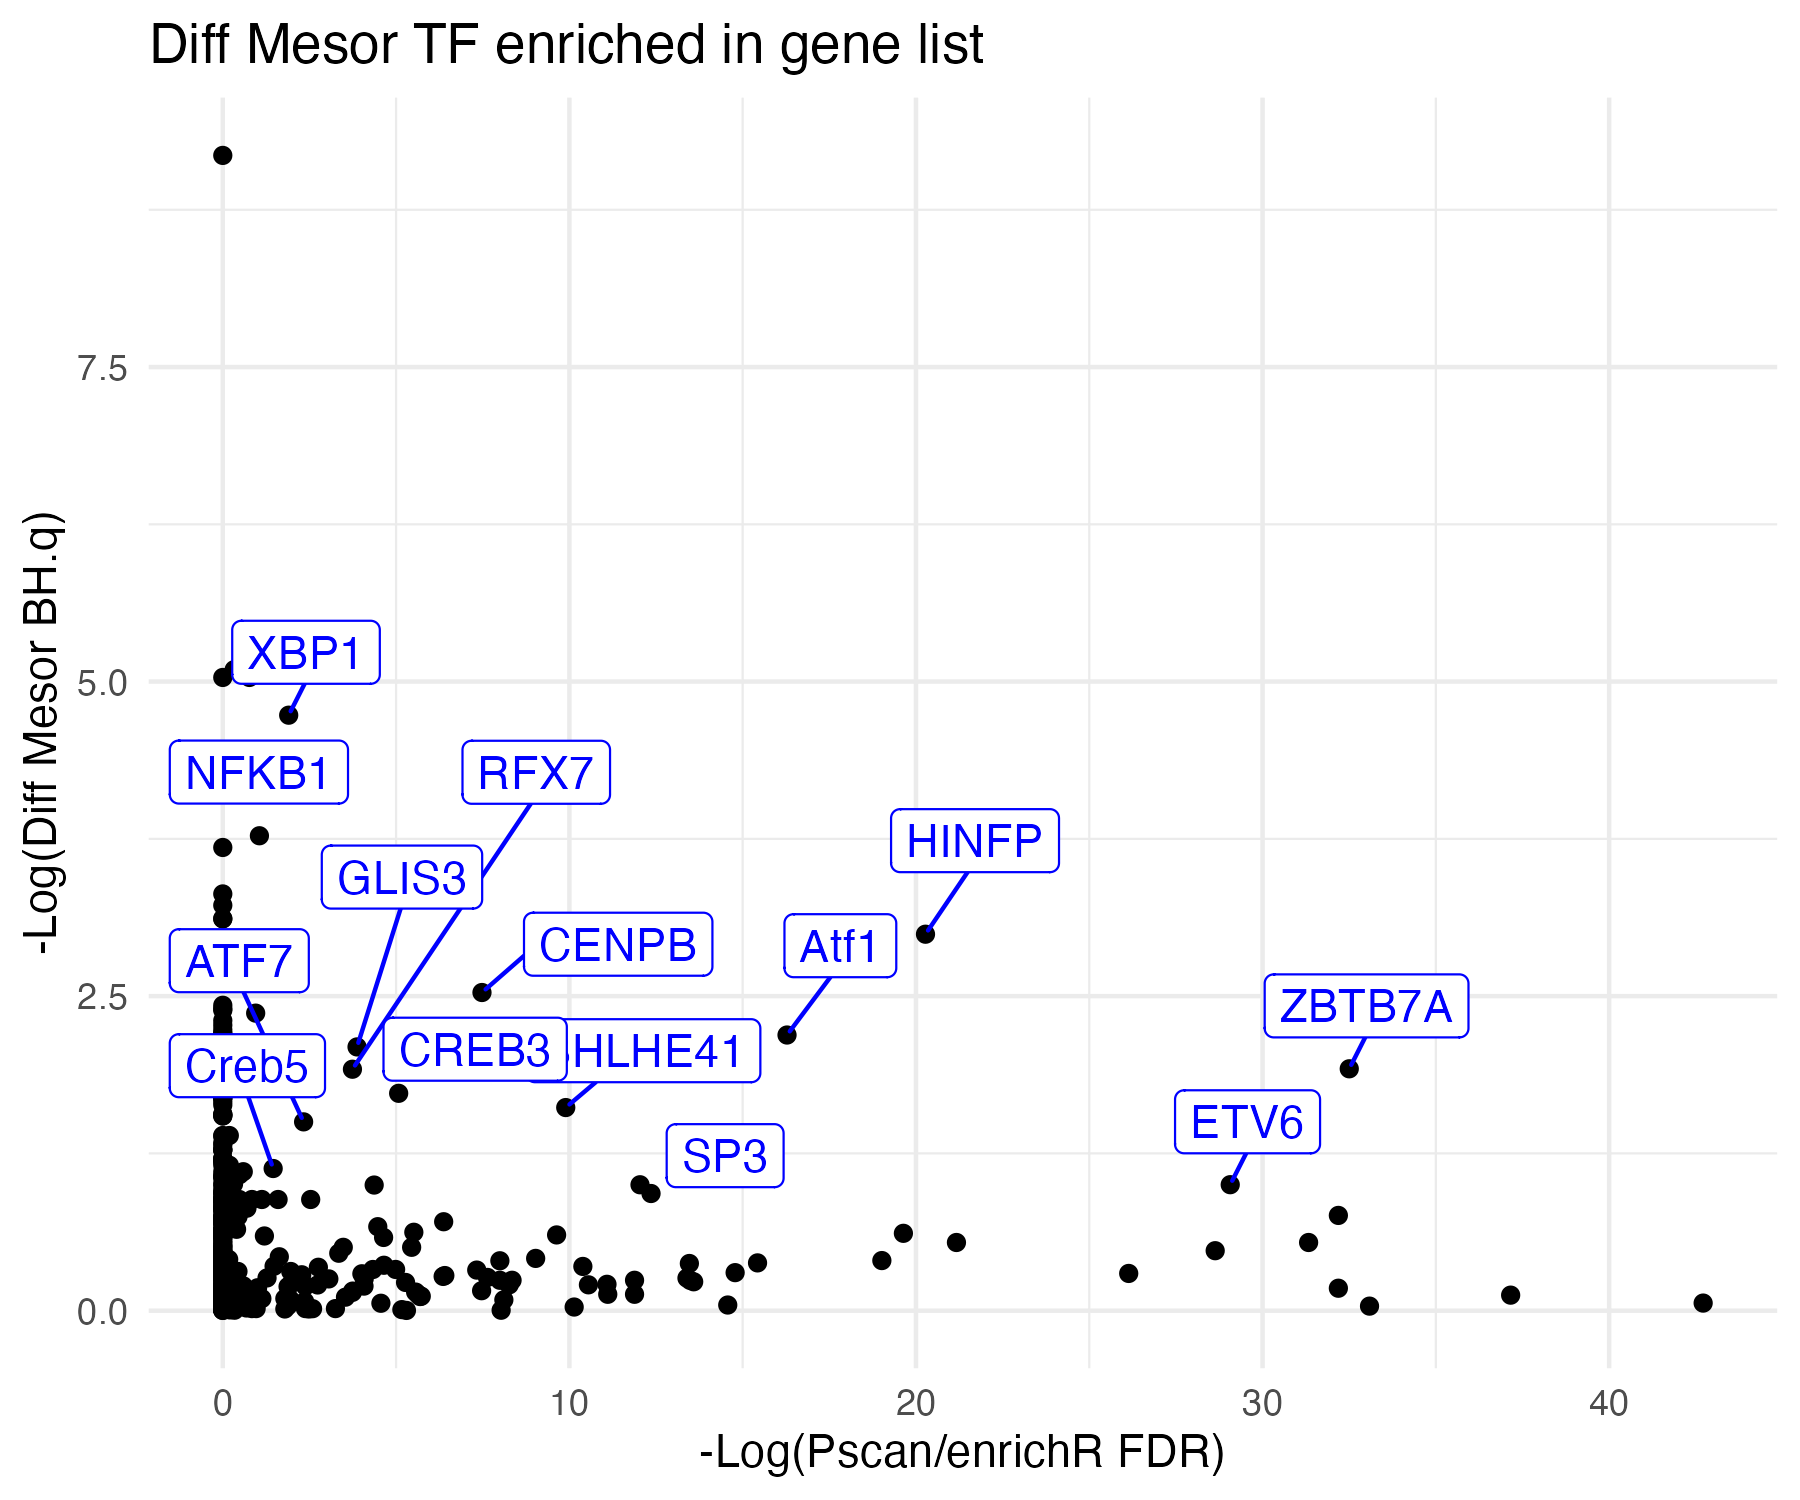 Diff Mesor TF enriched in gene list
-Log(Diff Mesor BH.q)
7.5
5.0
2.5
0.0
XBP1
NFKB1
RFX7
HINFP
GLIS3
CENPB
Atf1
ATF7
ZBTB7A
CREB3
HLHE41
Creb5
ETV6
SP3
0
10
20
30
40
-Log(Pscan/enrichR FDR)